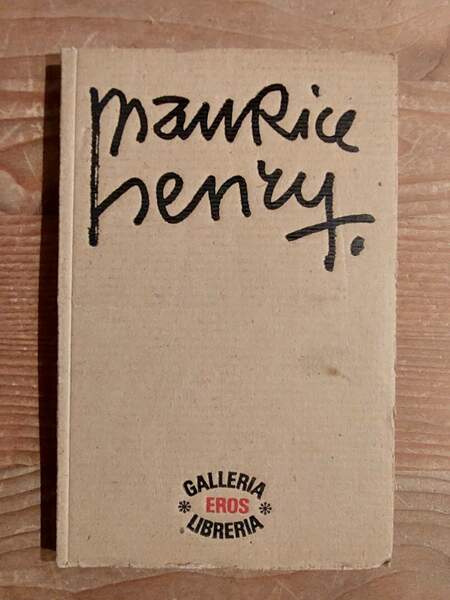 maurice
henry.
GALLERIA
* EROS *
LIBRERIA